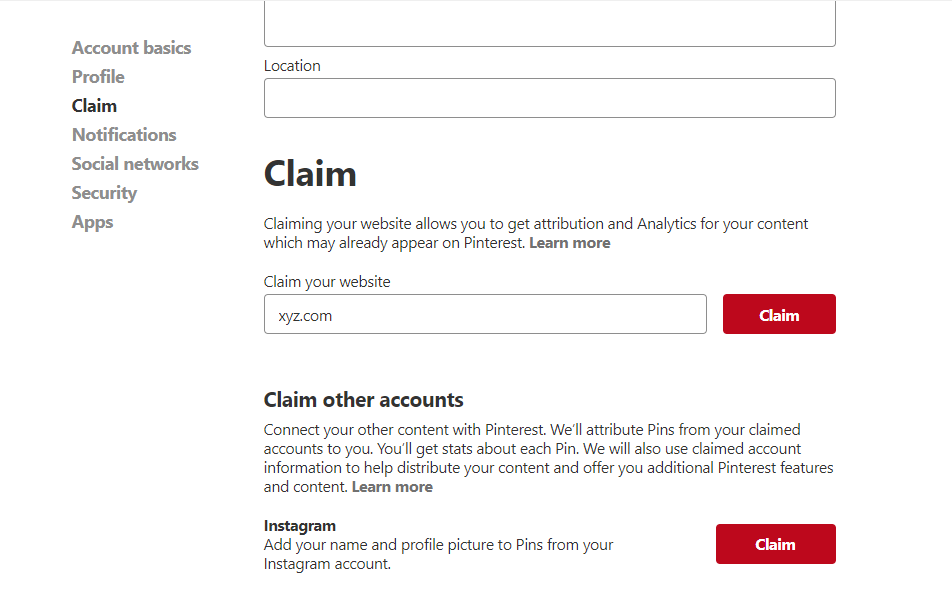 Account basics
Profile
Claim
Notifications
Social networks
Security
Apps
Location
Claim
Claiming your website allows you to get attribution and Analytics for your content
which may already appear on Pinterest. Learn more
Claim your website
xyz.com
Claim
Claim other accounts
Connect your other content with Pinterest. We'll attribute Pins from your claimed
accounts to you. You'll get stats about each Pin. We will also use claimed account
information to help distribute your content and offer you additional Pinterest features
and content. Learn more
Instagram
Add your name and profile picture to Pins from your
Instagram account.
Claim